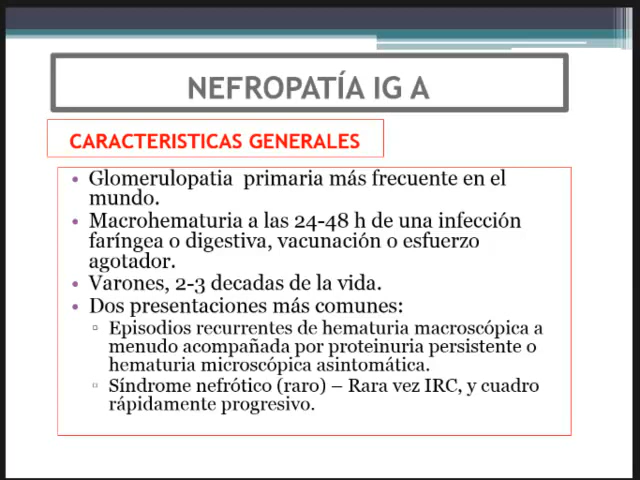 NEFROPATÍA IG A
CARACTERISTICAS GENERALES
• Glomerulopatia primaria más frecuente en el
mundo.
• Macrohematuria a las 24-48 h de una infección
faríngea o digestiva, vacunación o esfuerzo
agotador.
• Varones, 2-3 decadas de la vida.
• Dos presentaciones más comunes:
▫ Episodios recurrentes de hematuria macroscópica a
menudo acompañada por proteinuria persistente o
hematuria microscópica asintomática.
▫ Síndrome nefrótico (raro) – Rara vez IRC, y cuadro
rápidamente progresivo.